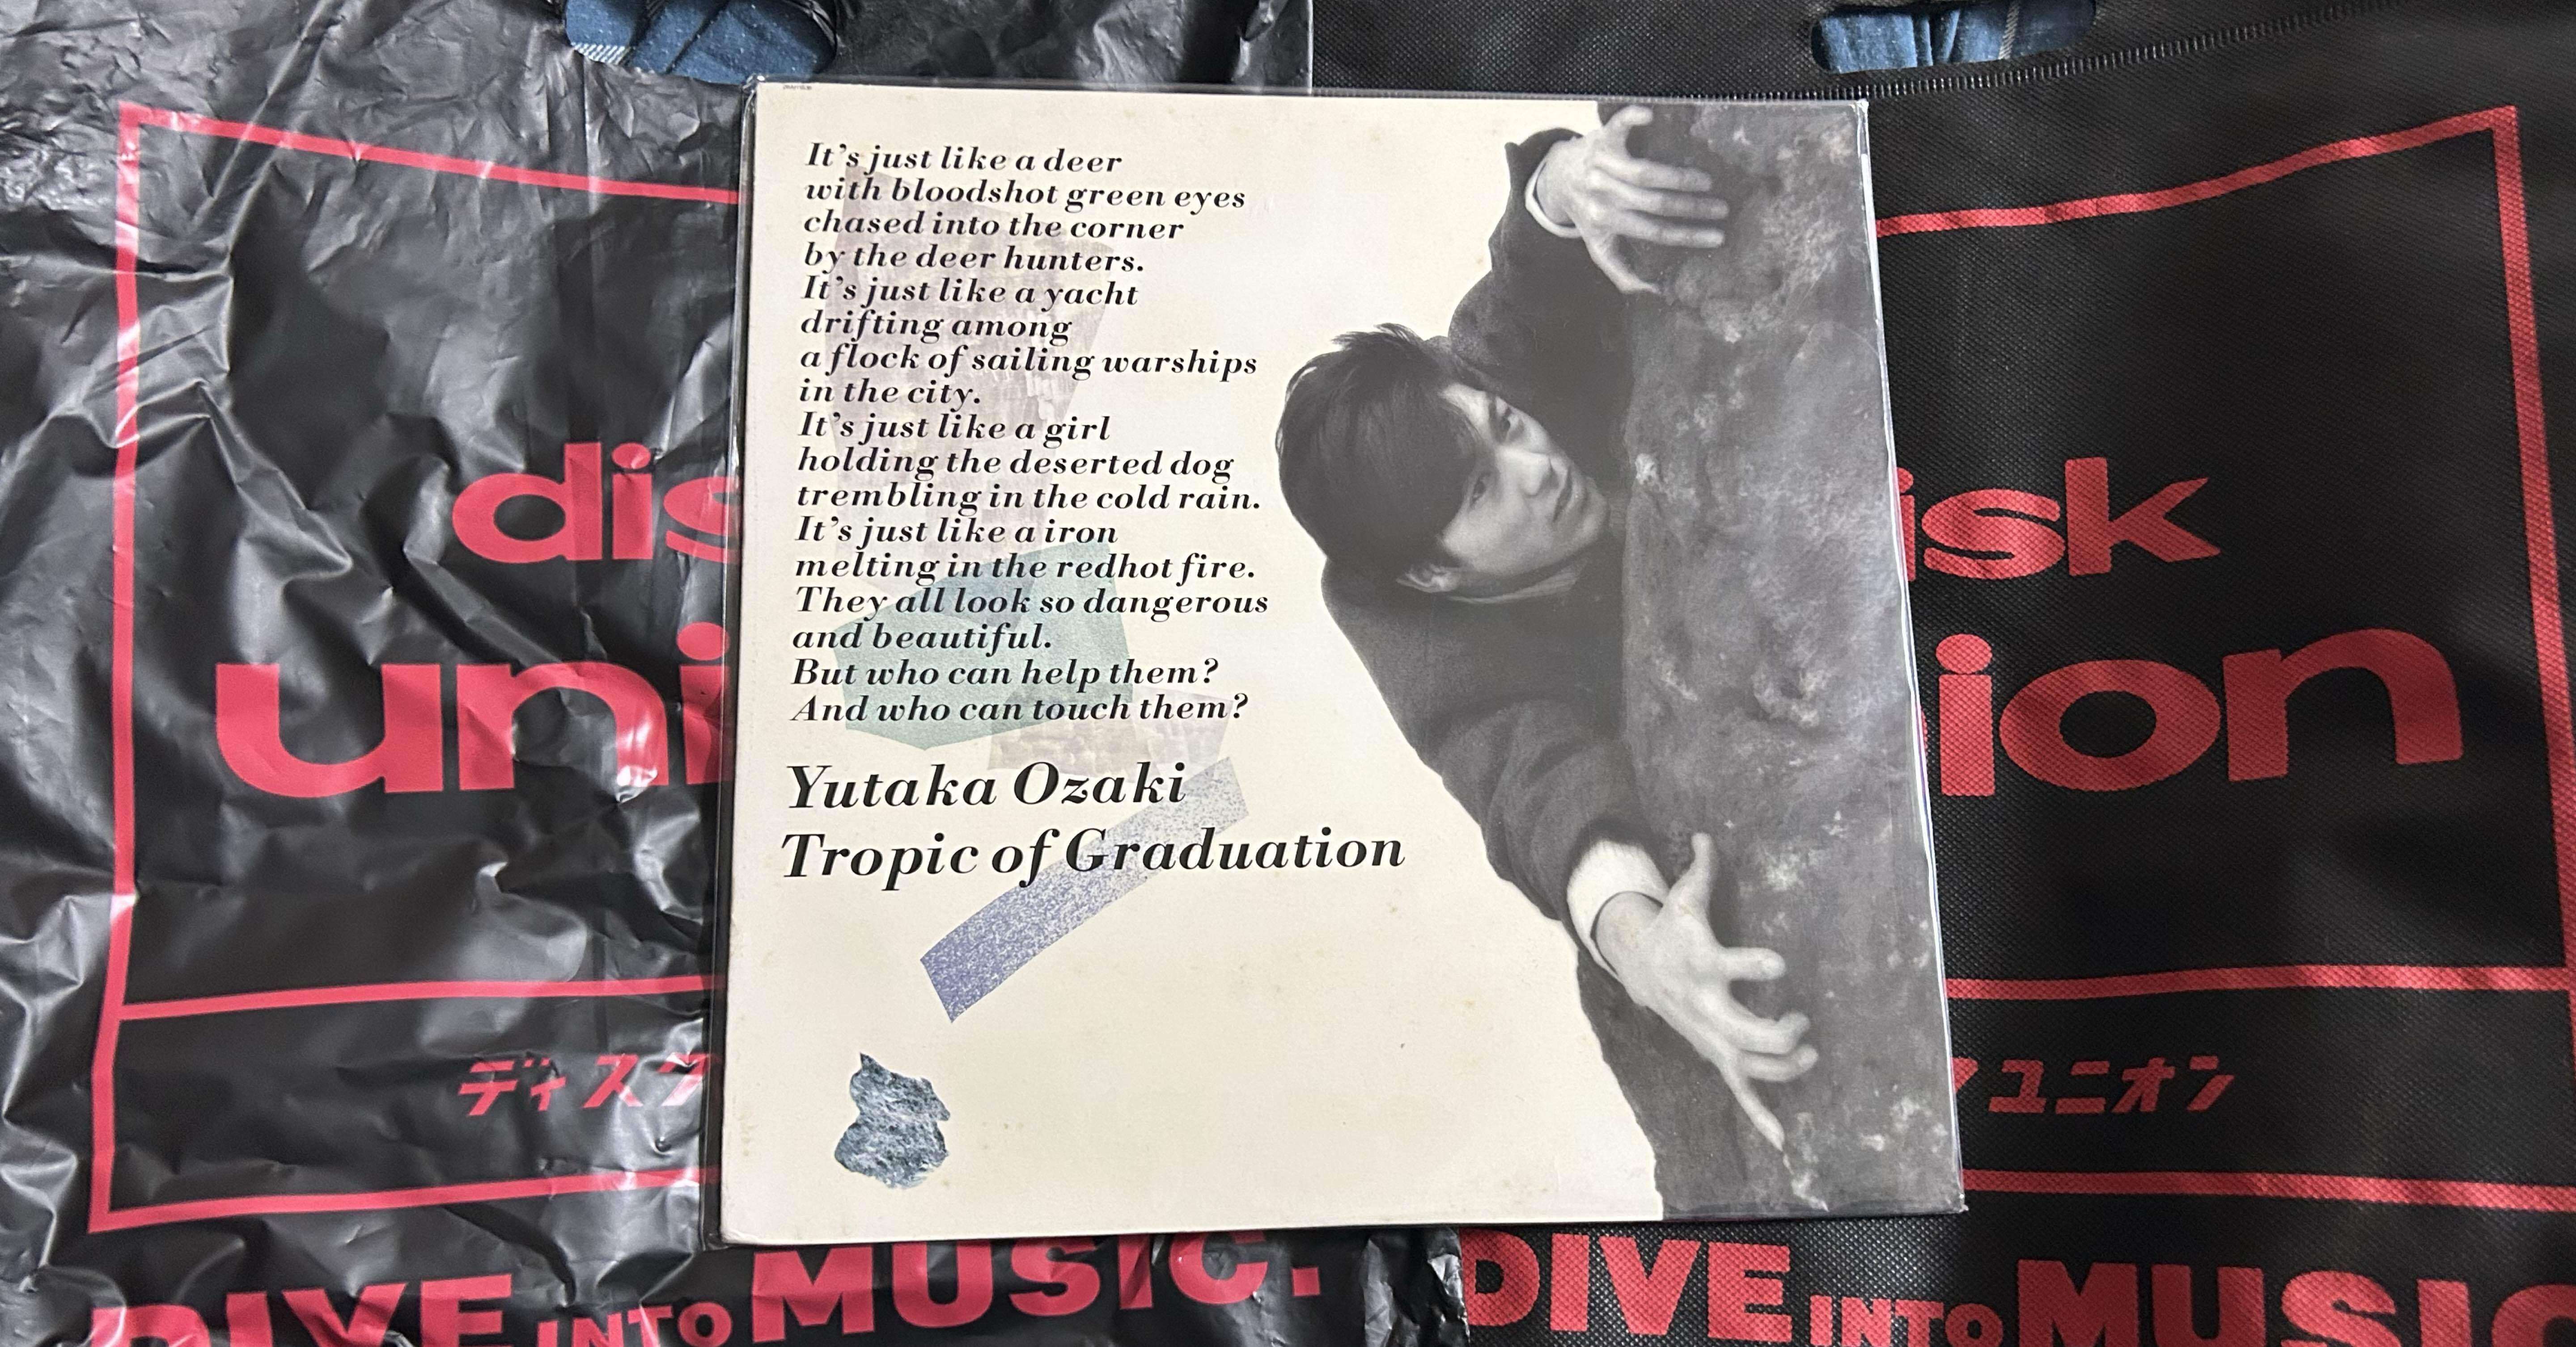 It's just like a deer
with bloodshot green eyes
chased into the corner
by the deer hunters.
It's just like a yacht
drifting among
a flock of sailing warships
in the city.
It's just like a girl
holding the deserted dog
trembling in the cold rain.
It's just like a iron
melting in the redhot fire.
They all look so dangerous
and beautiful.
But who can help them?
And who can touch them?
Yutaka Ozaki
Tropic of Graduation
dis
uni
ディスク
DIVE INTO MUSIC.
isk
ion
ユニオン
DIVE INTO MUSIC